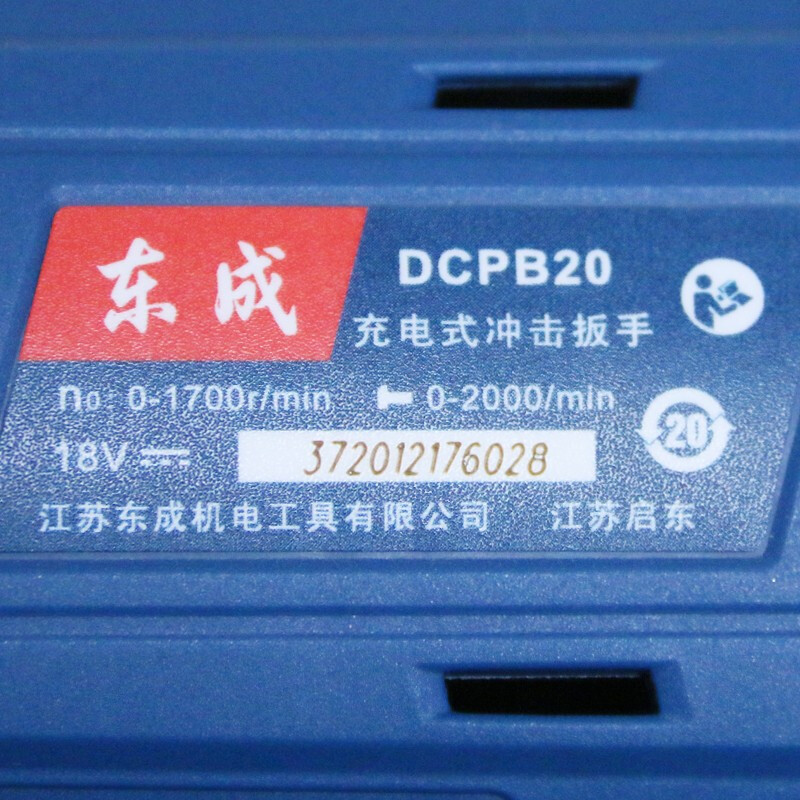 东成
DCPB20
充电式冲击扳手
n₀: 0-1700r/min 0-2000/min
20
18V ⎓
372012176028
江苏东成机电工具有限公司 江苏启东